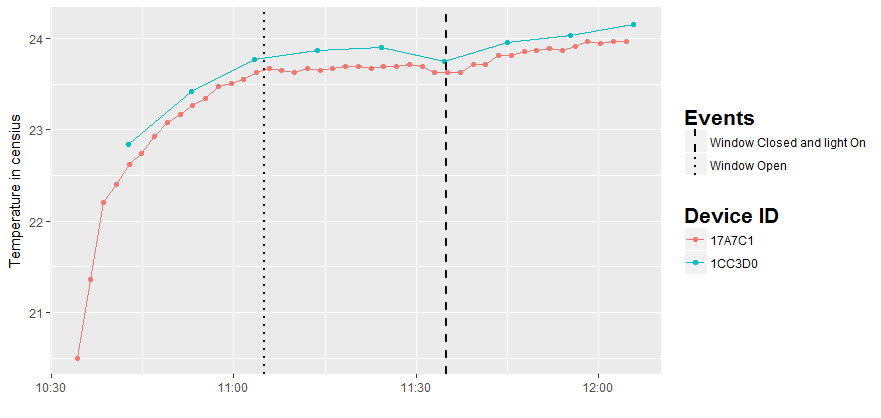 24
23
22
21
Temperature in censius
10:30
11:00
11:30
12:00
Events
Window Closed and light On
Window Open
Device ID
17A7C1
1CC3D0